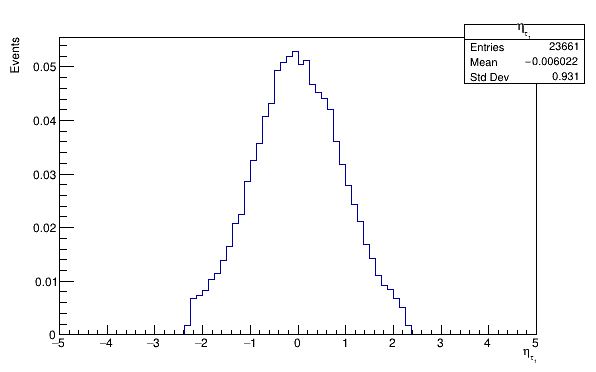 η_τ₁
Entries 23661
Mean −0.006022
Std Dev 0.931
Events
0.05
0.04
0.03
0.02
0.01
0
−5 −4 −3 −2 −1 0 1 2 3 4 5
η_τ₁